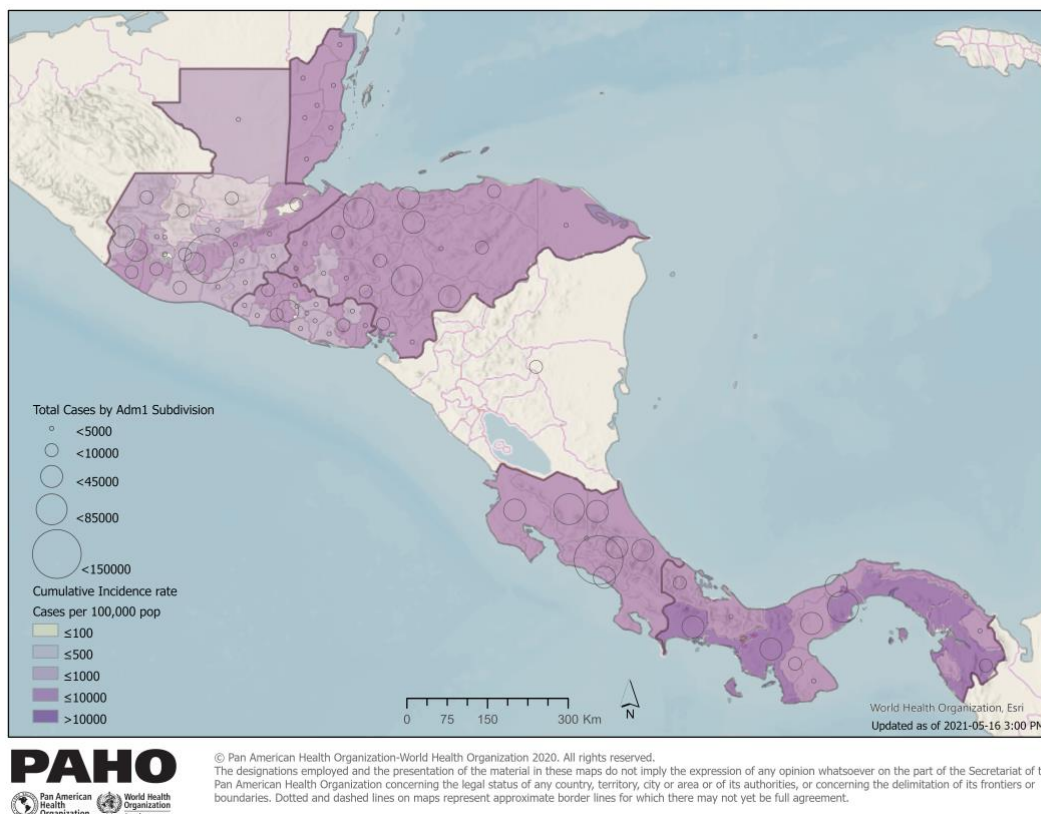 Total Cases by Adm1 Subdivision
<5000
<10000
<45000
<85000
<150000
Cumulative Incidence rate
Cases per 100,000 pop
≤100
≤500
≤1000
≤10000
>10000
0 75 150 300 Km
N
World Health Organization, Esri
Updated as of 2021-05-16 3:00 PM
PAHO
Pan American
Health
Organization
World Health
Organization
© Pan American Health Organization-World Health Organization 2020. All rights reserved.
The designations employed and the presentation of the material in these maps do not imply the expression of any opinion whatsoever on the part of the Secretariat of
Pan American Health Organization concerning the legal status of any country, territory, city or area or of its authorities, or concerning the delimitation of its frontiers or
boundaries. Dotted and dashed lines on maps represent approximate border lines for which there may not yet be full agreement.